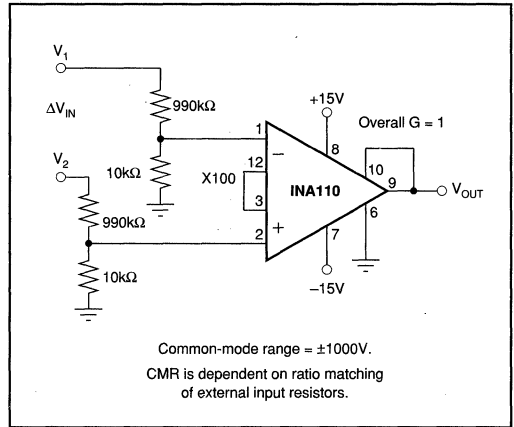 V1
ΔVIN
990kΩ
+15V
Overall G = 1
1
8
10
V2
10kΩ
12
X100
INA110
9
VOUT
990kΩ
3
6
2
7
10kΩ
–15V
Common-mode range = ±1000V.
CMR is dependent on ratio matching
of external input resistors.